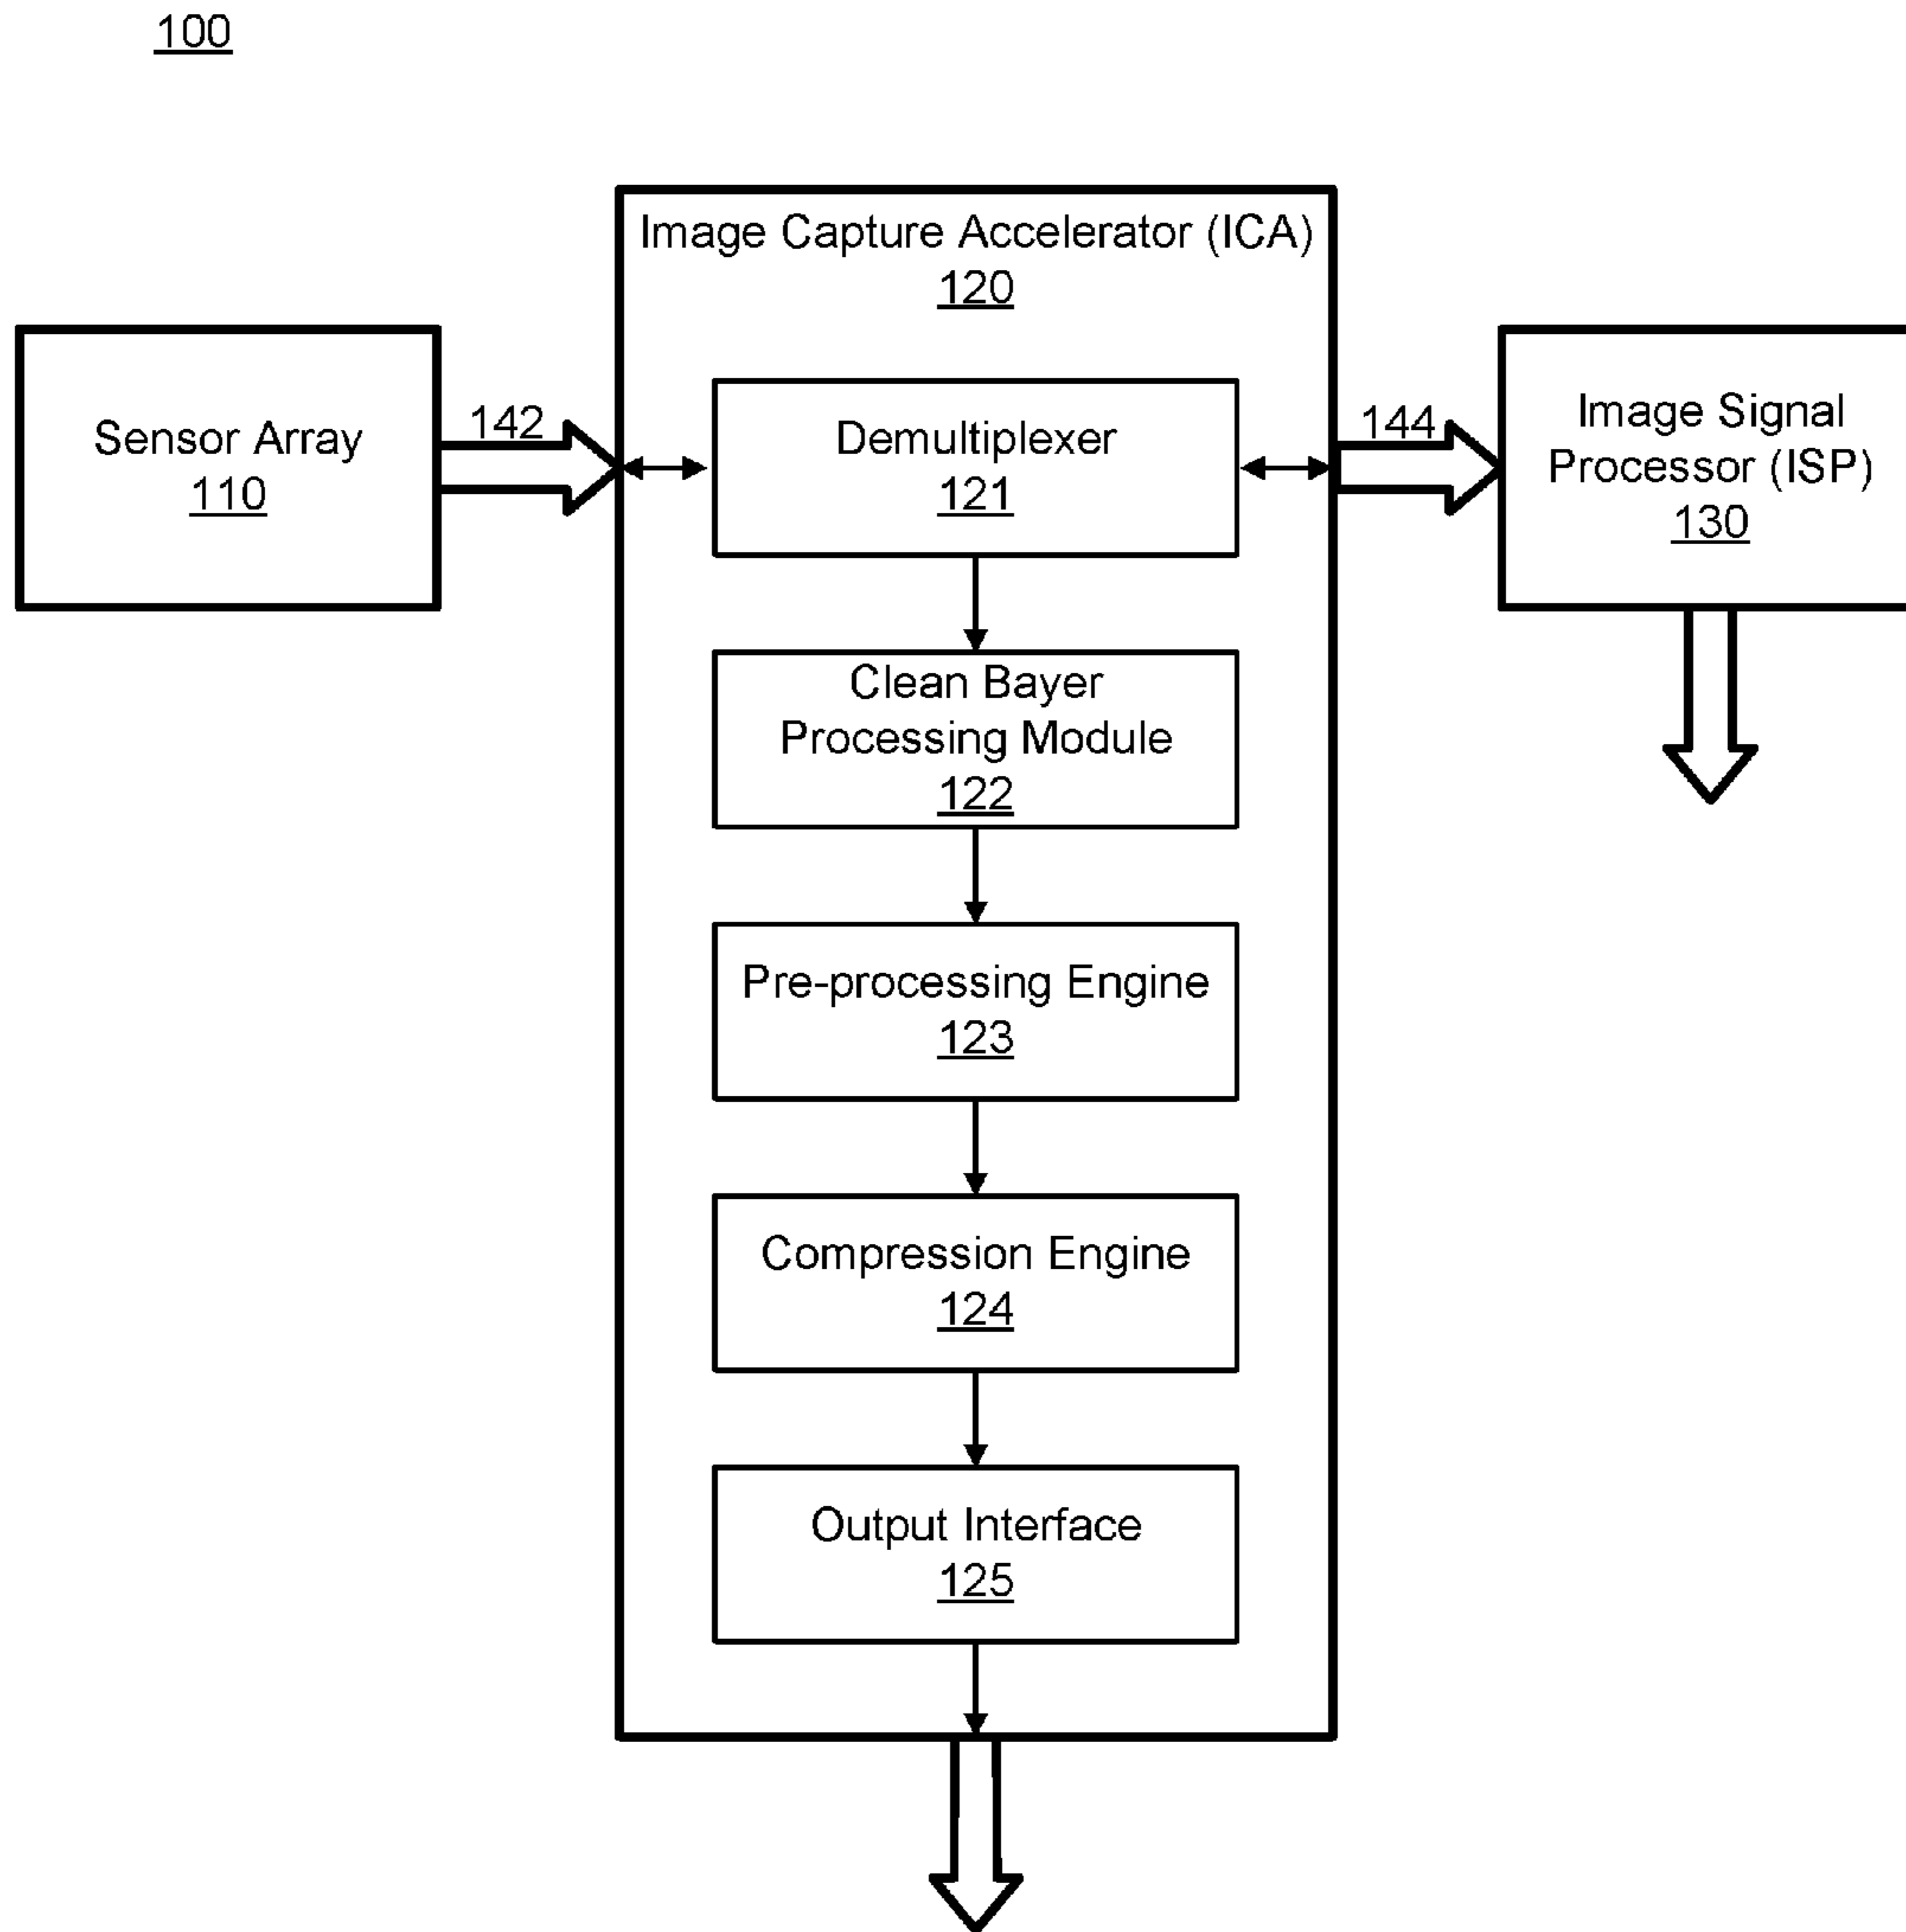 100
Image Capture Accelerator (ICA)
120
Sensor Array
110
142
Demultiplexer
121
144
Image Signal
Processor (ISP)
130
Clean Bayer
Processing Module
122
Pre-processing Engine
123
Compression Engine
124
Output Interface
125